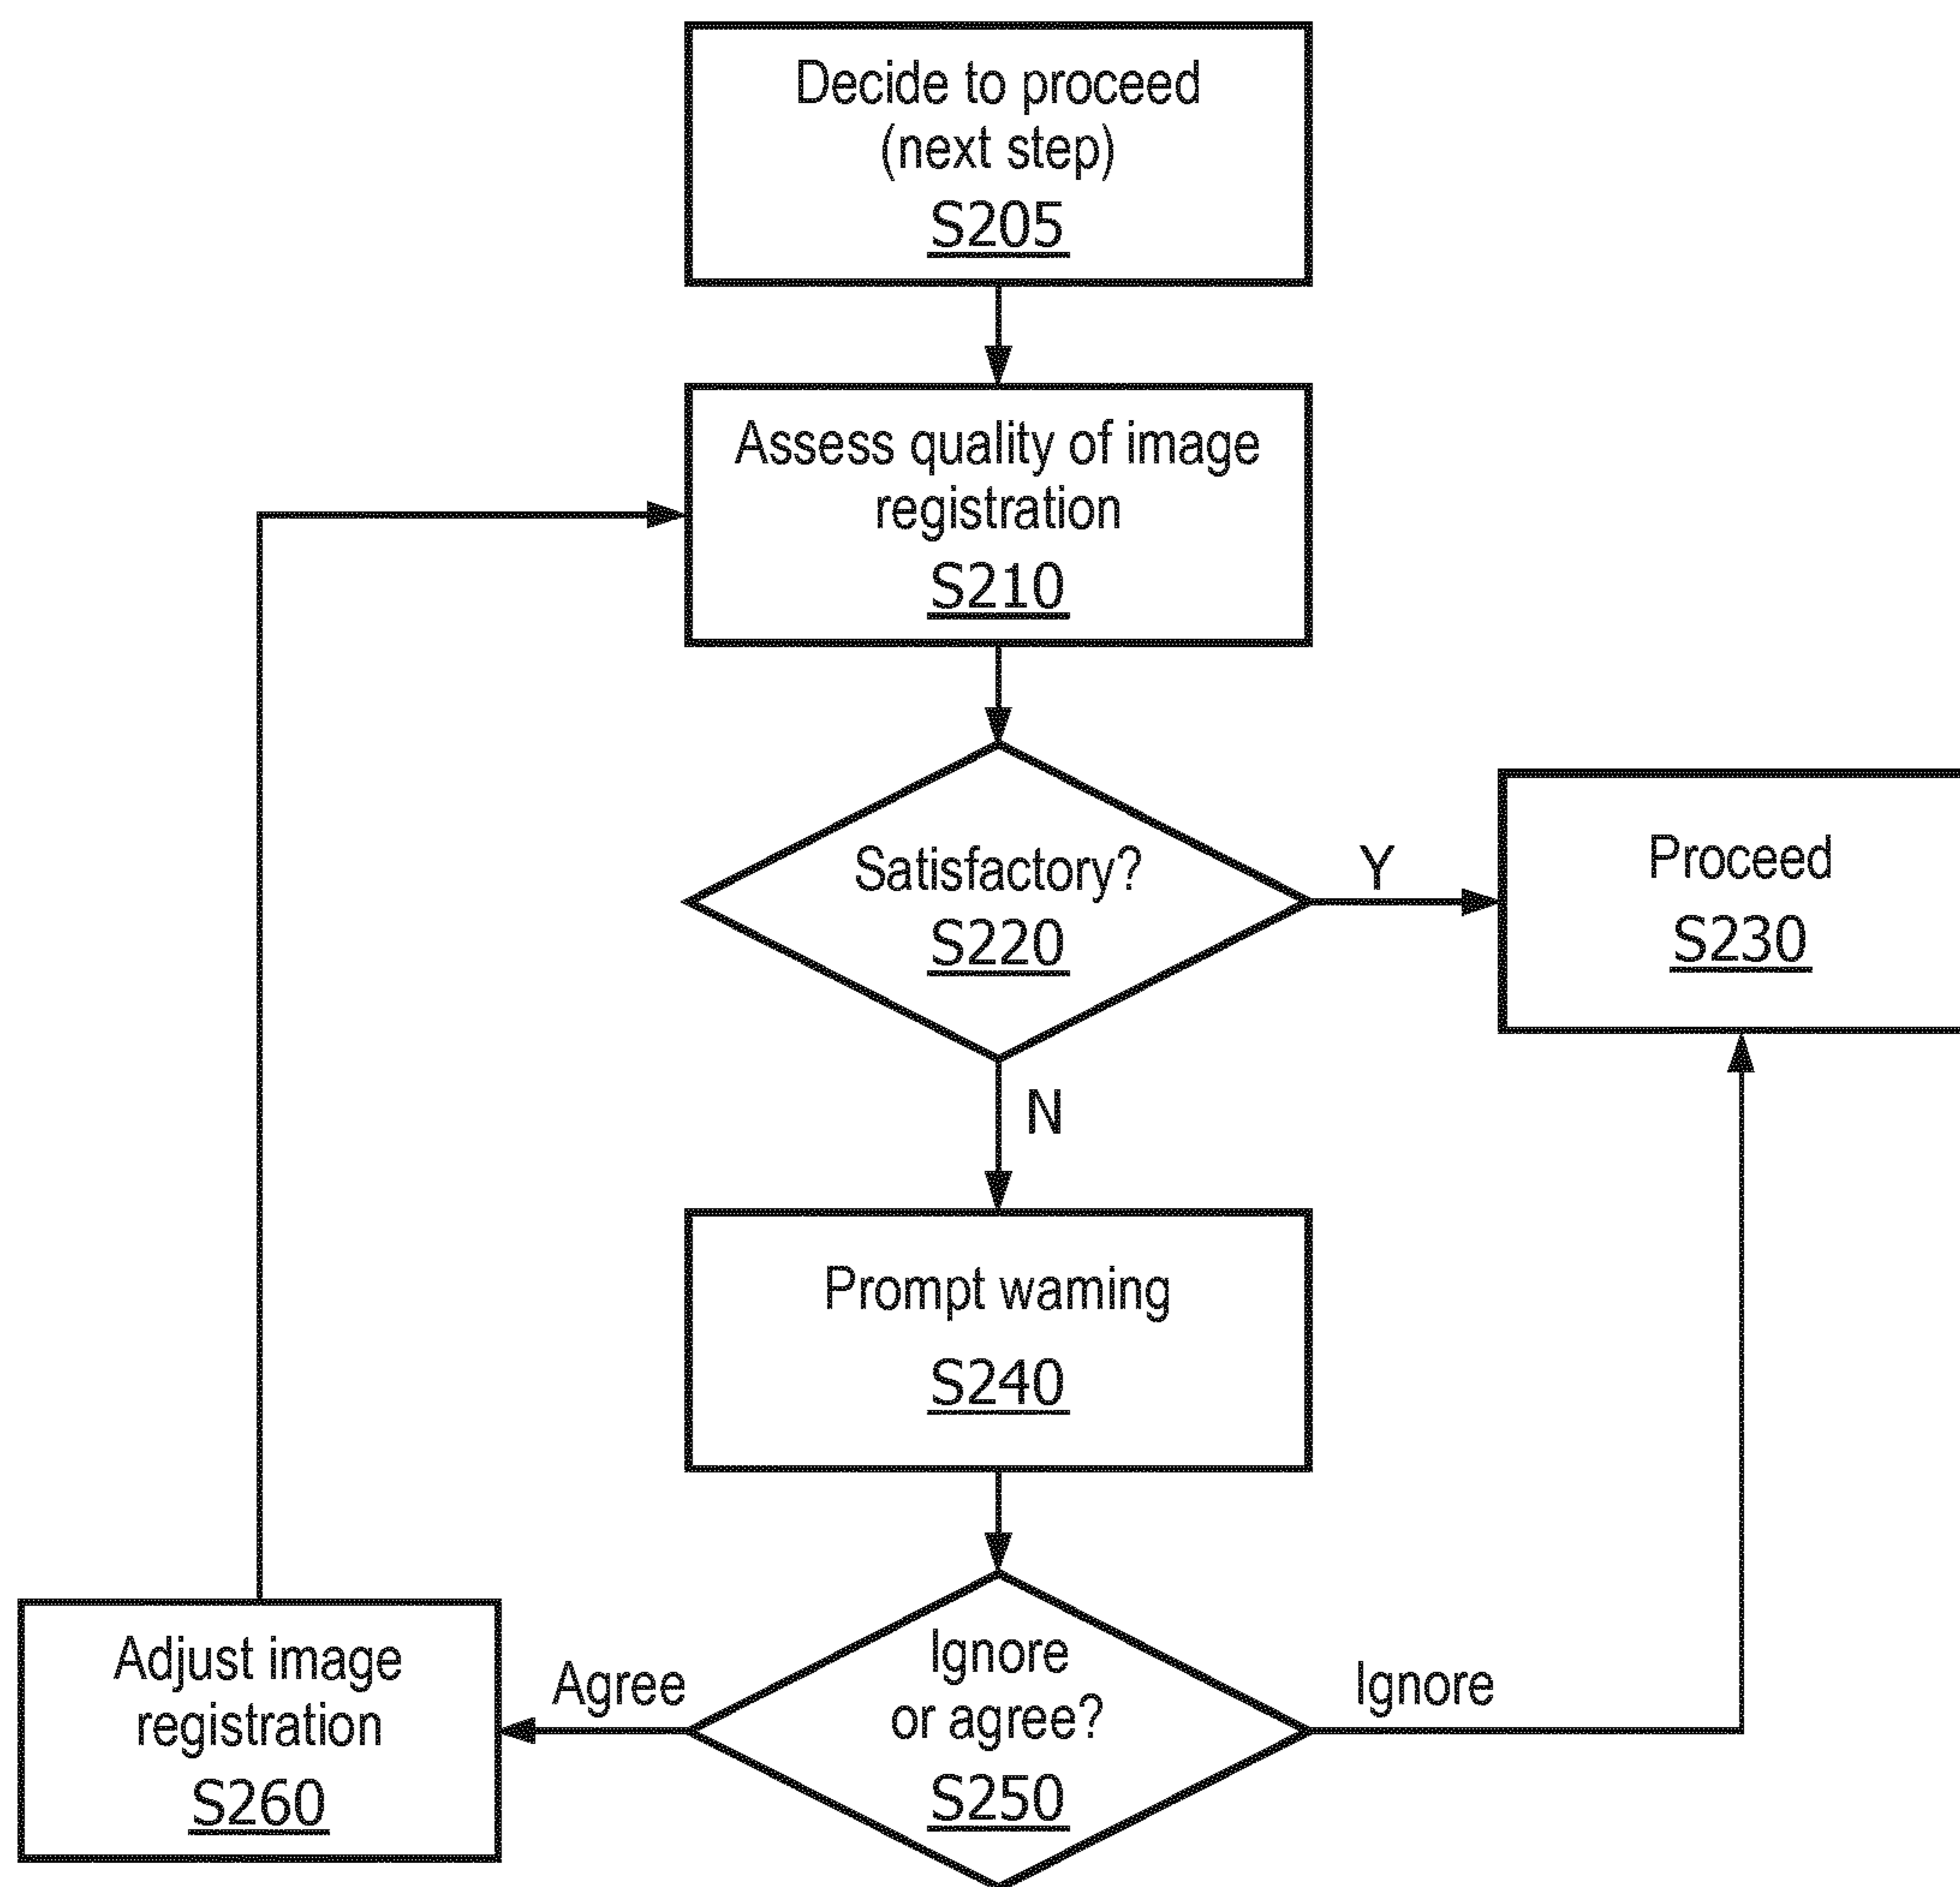 Decide to proceed
(next step)
S205
Assess quality of image
registration
S210
Satisfactory?
S220
Y
Proceed
S230
N
Prompt warning
S240
Ignore
or agree?
S250
Agree
Ignore
Adjust image
registration
S260